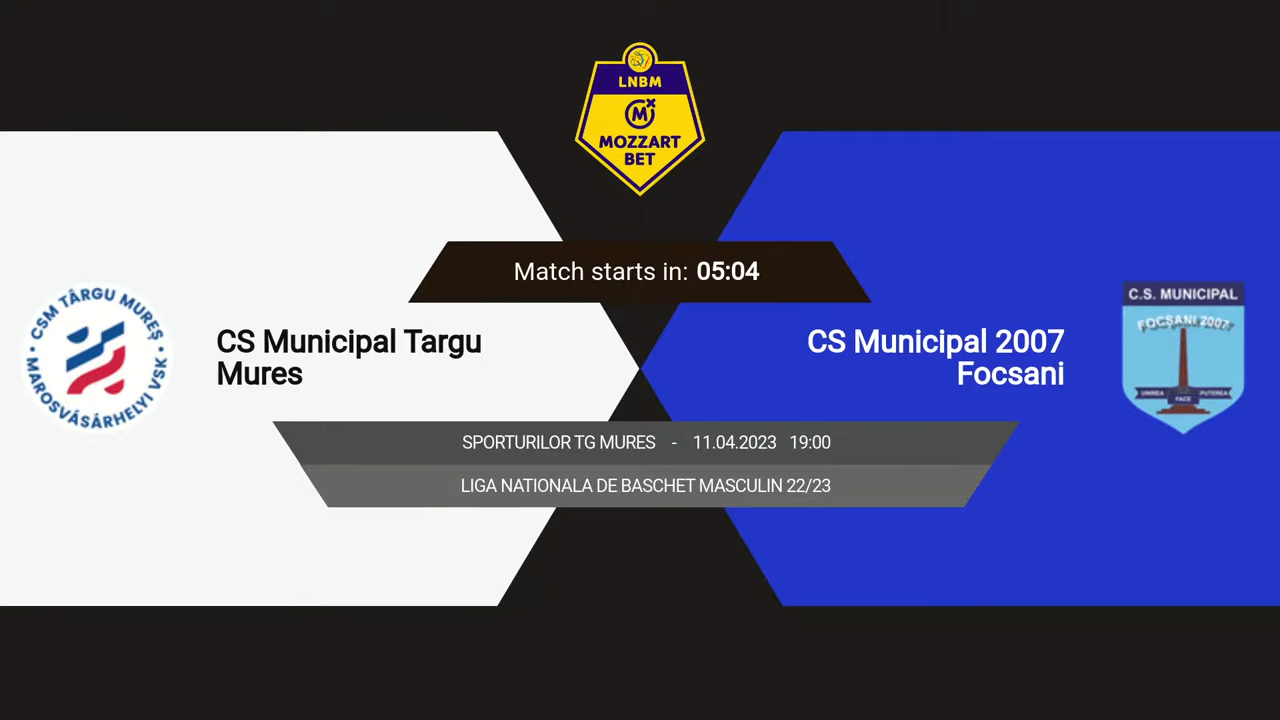 LNBM
MOZZART
BET
Match starts in: 05:04
CSM TÂRGU MUREȘ
MAROSVÁSÁRHELYI VSK
CS Municipal Targu
Mures
CS Municipal 2007
Focsani
C.S. MUNICIPAL
FOCȘANI 2007
UNIREA FACE PUTEREA
SPORTURILOR TG MURES - 11.04.2023 19:00
LIGA NATIONALA DE BASCHET MASCULIN 22/23